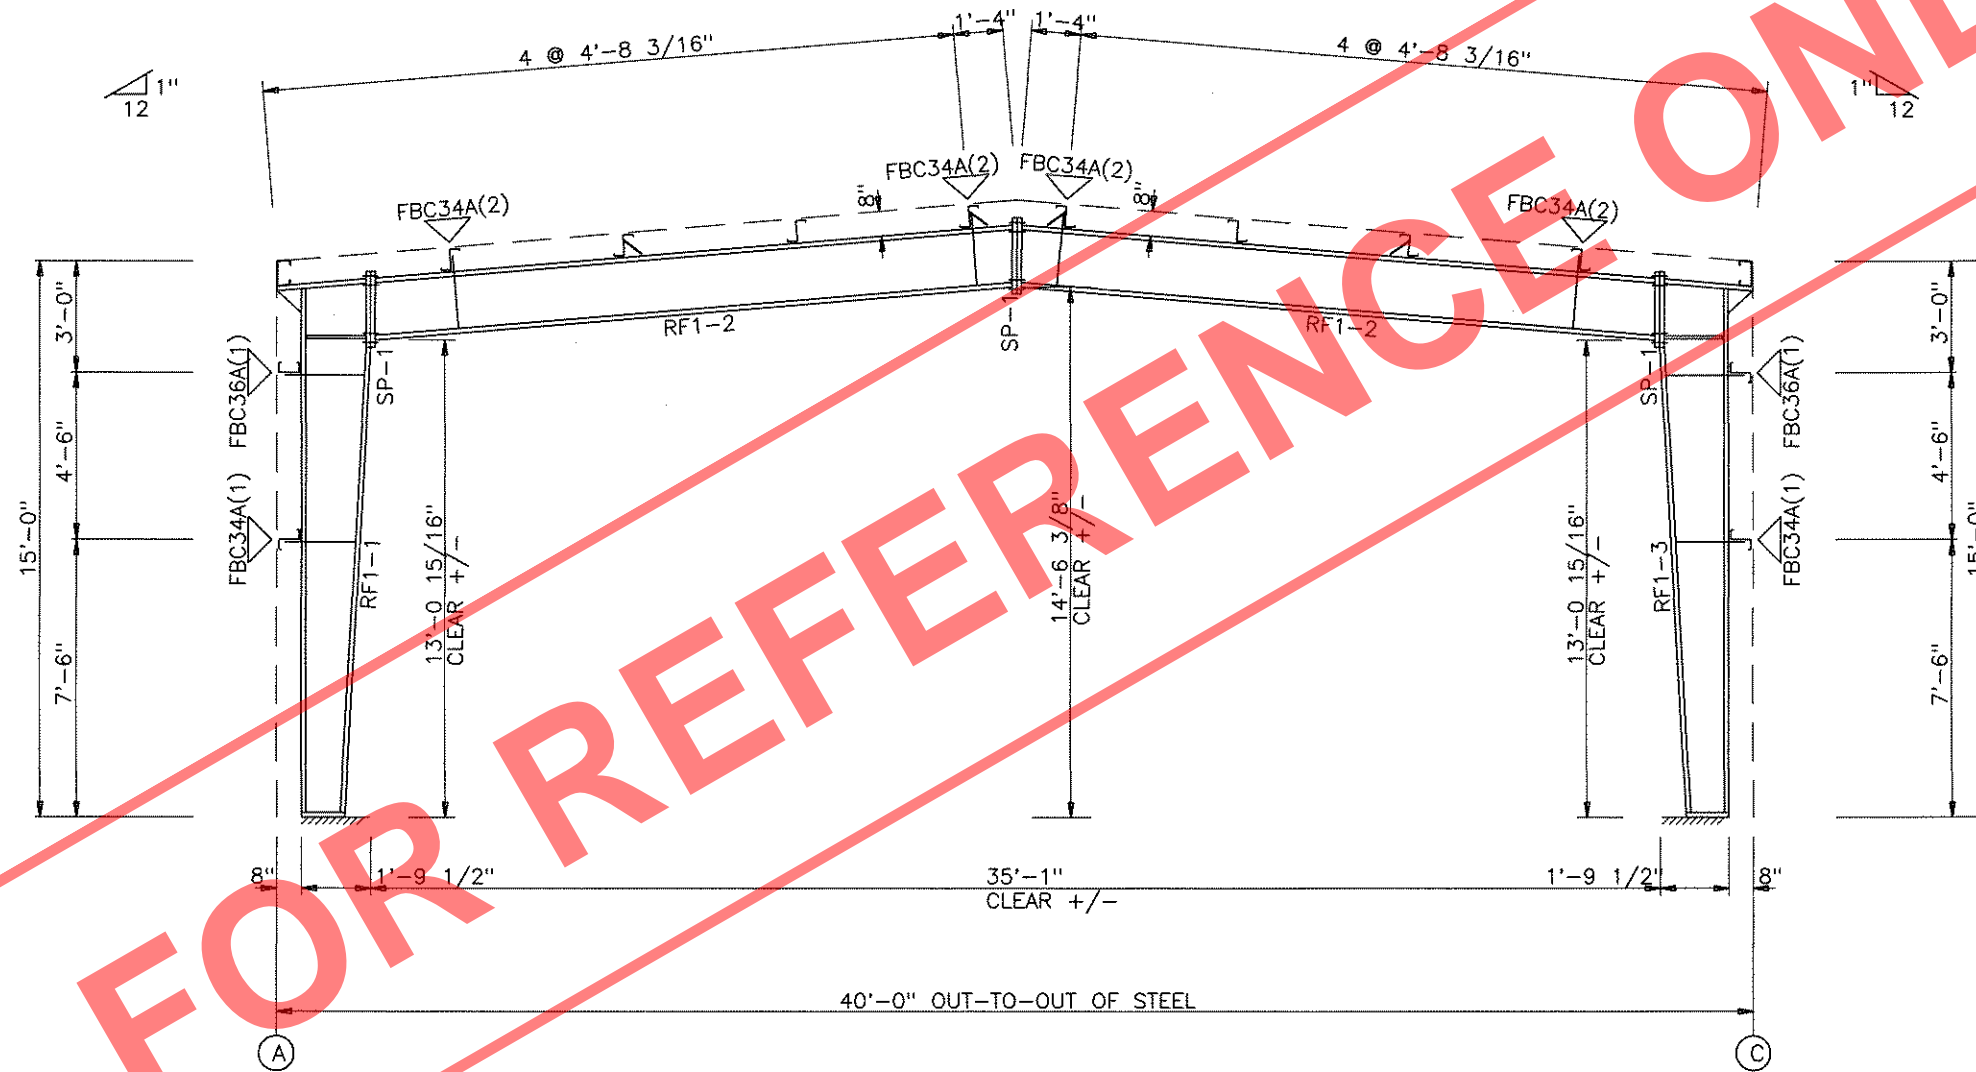 1'-4" 1'-4"
4 @ 4'-8 3/16" 4 @ 4'-8 3/16"
1" 1"
12 12
FBC34A(2) FBC34A(2)
8" 8"
FBC34A(2) FBC34A(2)
3'-0" 3'-0"
RF1-2 SP-1 RF1-2
FBC36A(1) SP-1 SP-1 FBC36A(1)
4'-6" 4'-6"
FBC34A(1) FBC34A(1)
15'-0" 15'-0"
RF1-1 RF1-3
13'-0 15/16"
CLEAR +/-
14'-6 3/8"
CLEAR +/-
13'-0 15/16"
CLEAR +/-
7'-6" 7'-6"
8" 1'-9 1/2" 35'-1" 1'-9 1/2" 8"
CLEAR +/-
40'-0" OUT-TO-OUT OF STEEL
A C
FOR REFERENCE ONL